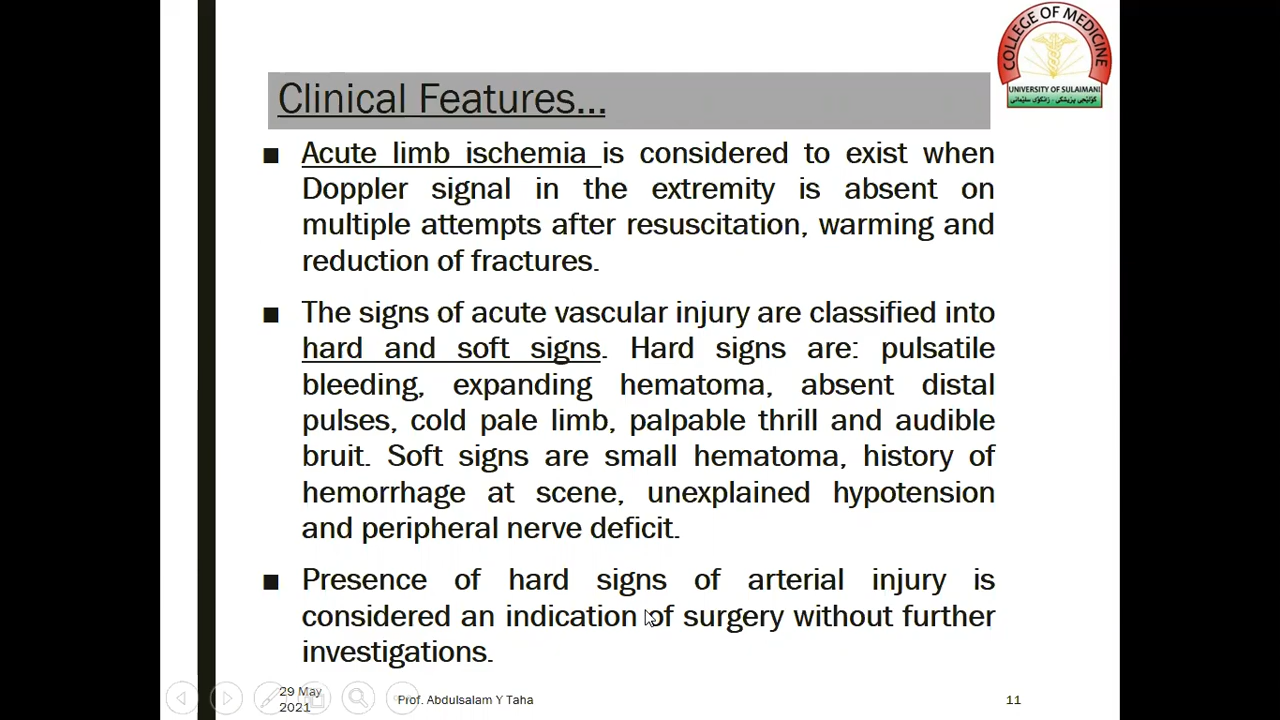 COLLEGE OF MEDICINE
UNIVERSITY OF SULAIMANI
كۆلێجی پزیشکی - زانکۆی سلێمانی
Clinical Features...
■ Acute limb ischemia is considered to exist when
Doppler signal in the extremity is absent on
multiple attempts after resuscitation, warming and
reduction of fractures.
■ The signs of acute vascular injury are classified into
hard and soft signs. Hard signs are: pulsatile
bleeding, expanding hematoma, absent distal
pulses, cold pale limb, palpable thrill and audible
bruit. Soft signs are small hematoma, history of
hemorrhage at scene, unexplained hypotension
and peripheral nerve deficit.
■ Presence of hard signs of arterial injury is
considered an indication of surgery without further
investigations.
29 May
2021
Prof. Abdulsalam Y Taha
11